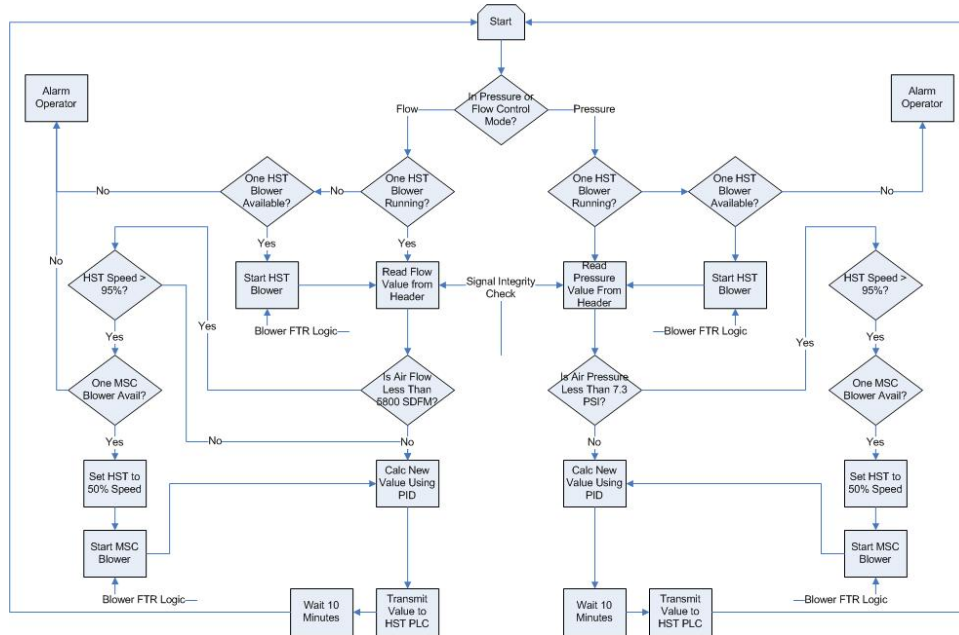 Start
In Pressure or
Flow Control
Mode?
Flow
Pressure
Alarm
Operator
Alarm
Operator
One HST
Blower
Available?
No
One HST
Blower
Running?
No
One HST
Blower
Running?
One HST
Blower
Available?
No
Yes
Yes
No
HST Speed >
95%?
Start HST
Blower
Read Flow
Value from
Header
Signal Integrity
Check
Read
Pressure
Value From
Header
Start HST
Blower
HST Speed >
95%?
Blower FTR Logic
Blower FTR Logic
Yes
Yes
Yes
Yes
One MSC
Blower Avail?
Is Air Flow
Less Than
5800 SDFM?
Is Air Pressure
Less Than 7.3
PSI?
One MSC
Blower Avail?
Yes
No
No
No
Yes
Set HST to
50% Speed
Calc New
Value Using
PID
Calc New
Value Using
PID
Set HST to
50% Speed
Start MSC
Blower
Start MSC
Blower
Blower FTR Logic
Wait 10
Minutes
Transmit
Value to
HST PLC
Wait 10
Minutes
Transmit
Value to
HST PLC
Blower FTR Logic